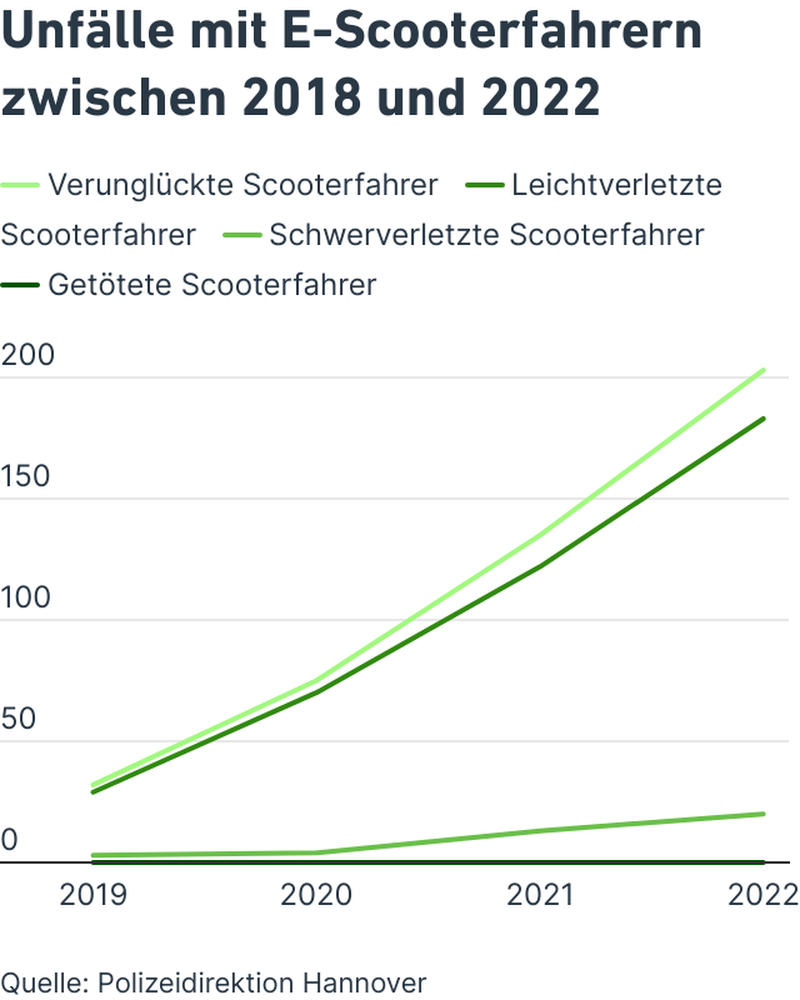 Unfälle mit E-Scooterfahrern
zwischen 2018 und 2022
Verunglückte Scooterfahrer Leichtverletzte
Scooterfahrer Schwerverletzte Scooterfahrer
Getötete Scooterfahrer
200
150
100
50
0
2019 2020 2021 2022
Quelle: Polizeidirektion Hannover